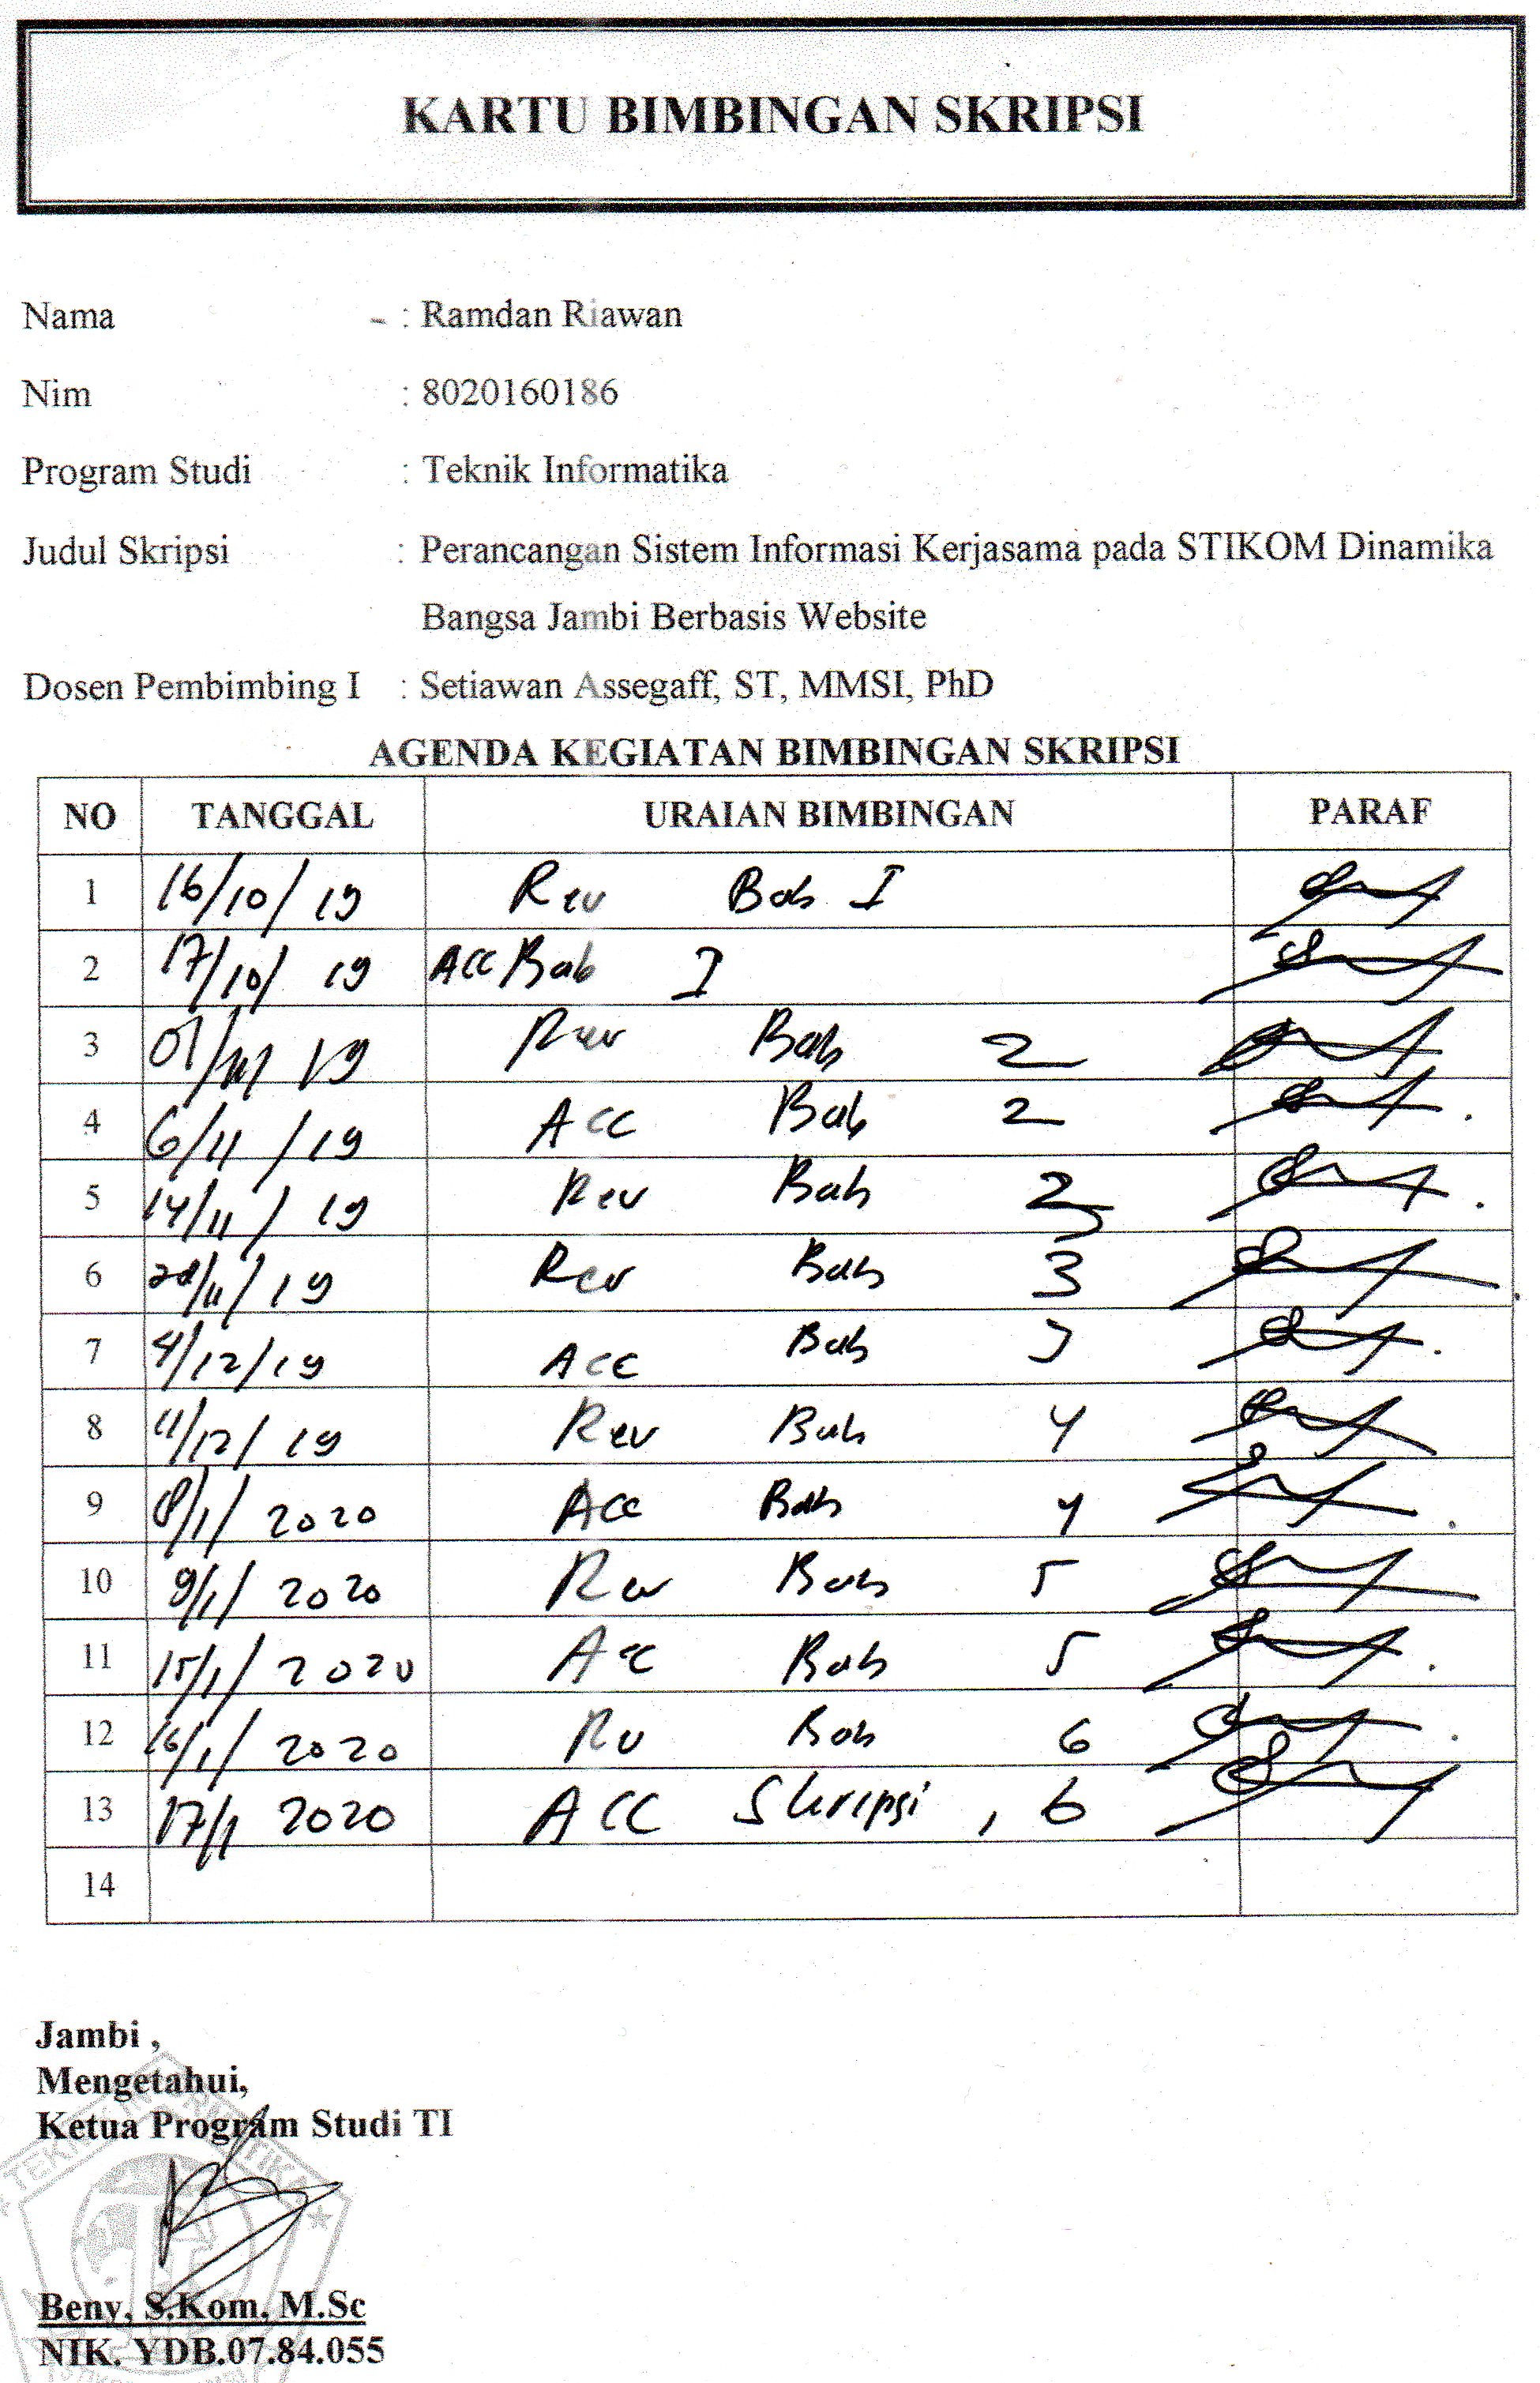 KARTU BIMBINGAN SKRIPSI
Nama : Ramdan Riawan
Nim : 8020160186
Program Studi : Teknik Informatika
Judul Skripsi : Perancangan Sistem Informasi Kerjasama pada STIKOM Dinamika
Bangsa Jambi Berbasis Website
Dosen Pembimbing I : Setiawan Assegaff, ST, MMSI, PhD
AGENDA KEGIATAN BIMBINGAN SKRIPSI
NO TANGGAL URAIAN BIMBINGAN PARAF
1 16/10/19 Rev Bab I
2 17/10/19 ACC Bab I
3 Rev Bab 2
4 6/11/19 Acc Bab 2
5 14/11/19 Rev Bab
6 /11/19 Rev Bab 3
7 4/12/19 Acc Bab 3
8 11/12/19 Rev Bab 4
9 8/1/2020 Acc Bab 4
10 9/1/2020 Rev Bab 5
11 15/1/2020 Acc Bab 5
12 16/1/2020 Rev Bab 6
13 17/1 2020 ACC Skripsi, 6
14
Jambi ,
Mengetahui,
Ketua Program Studi TI
TEKNIK INFORMATIKA
Beny, S.Kom, M.Sc
NIK. YDB.07.84.055